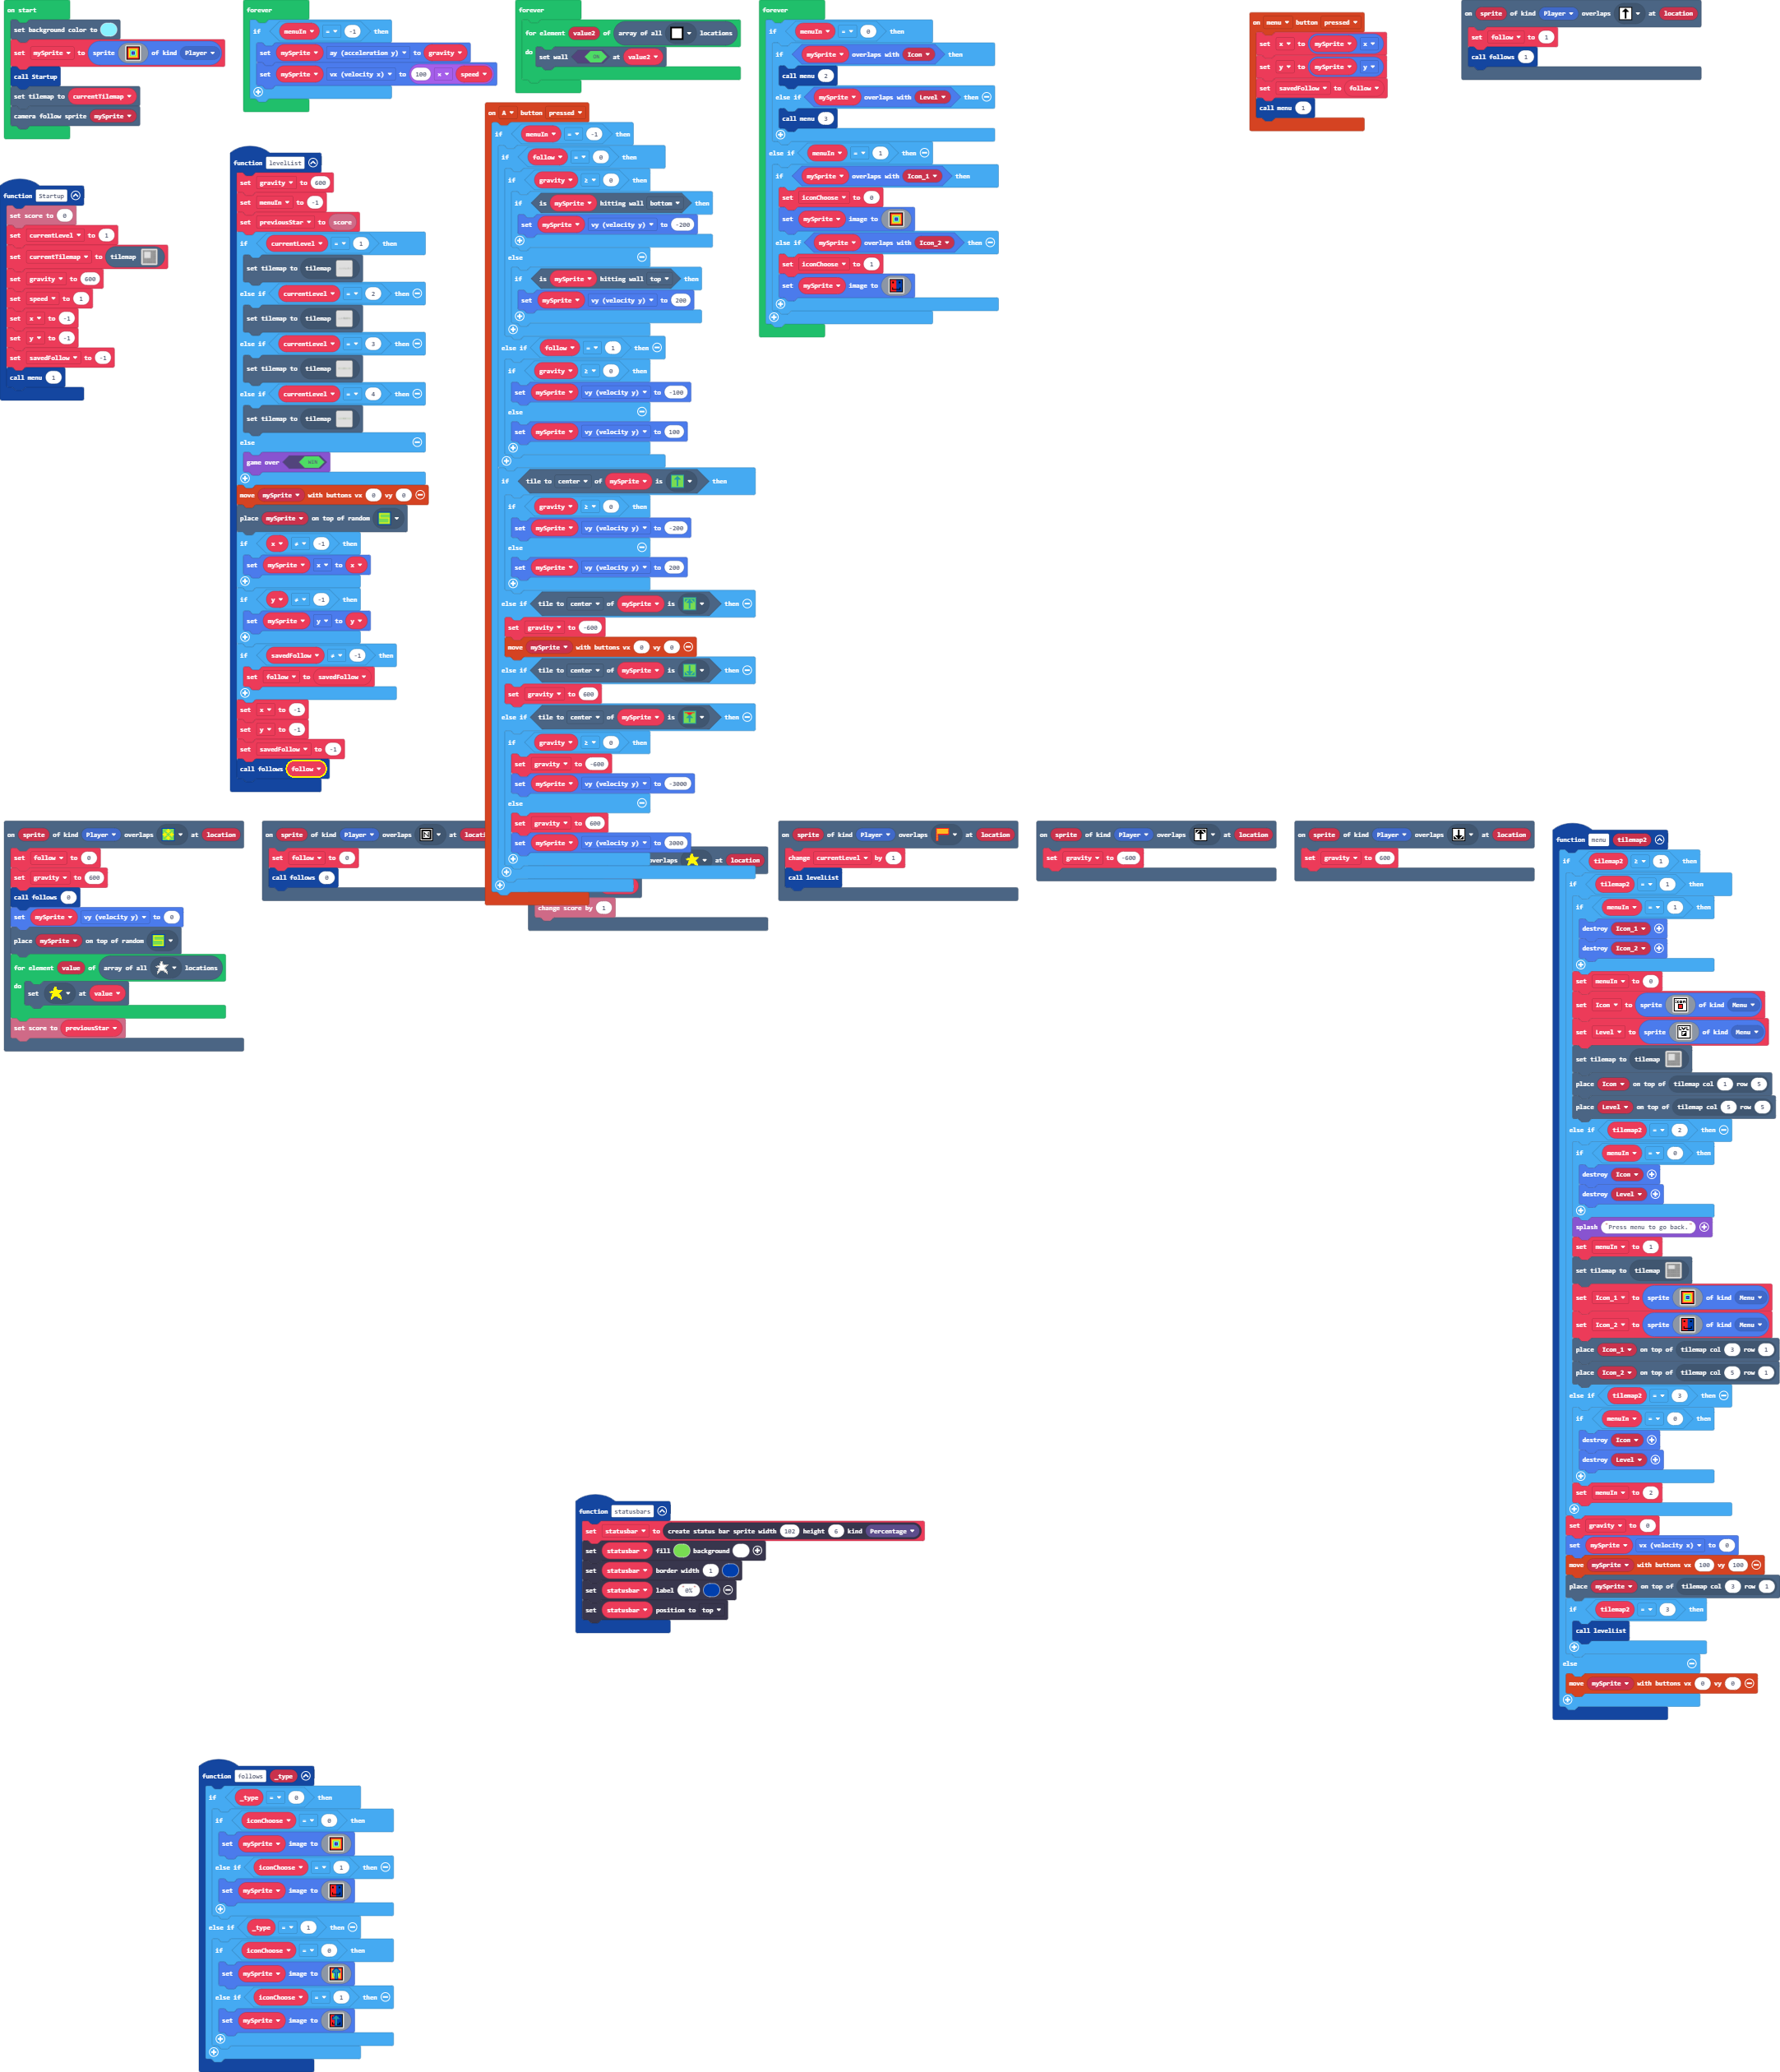 on start
set background color to
set mySprite to sprite of kind Player
call Startup
set tilemap to currentTilemap
camera follow sprite mySprite
forever
if menuIn = -1 then
set mySprite ay (acceleration y) to gravity
set mySprite vx (velocity x) to 100 × speed
forever
for element value2 of array of all locations
do set wall ON at value2
forever
if menuIn = 0 then
if mySprite overlaps with Icon then
call menu 2
else if mySprite overlaps with Level then
call menu 3
else if menuIn = 1 then
if mySprite overlaps with Icon_1 then
set iconChoose to 0
set mySprite image to
else if mySprite overlaps with Icon_2 then
set iconChoose to 1
set mySprite image to
on menu button pressed
set x to mySprite x
set y to mySprite y
set savedFollow to follow
call menu 1
on sprite of kind Player overlaps at location
set follow to 1
call follows 1
function Startup
set score to 0
set currentLevel to 1
set currentTilemap to tilemap
set gravity to 600
set speed to 1
set x to -1
set y to -1
set savedFollow to -1
call menu 1
function levelList
set gravity to 600
set menuIn to -1
set previousStar to score
if currentLevel = 1 then
set tilemap to tilemap
else if currentLevel = 2 then
set tilemap to tilemap
else if currentLevel = 3 then
set tilemap to tilemap
else if currentLevel = 4 then
set tilemap to tilemap
else
game over WIN
move mySprite with buttons vx 0 vy 0
place mySprite on top of random
if x ≠ -1 then
set mySprite x to x
if y ≠ -1 then
set mySprite y to y
if savedFollow ≠ -1 then
set follow to savedFollow
set x to -1
set y to -1
set savedFollow to -1
call follows follow
on A button pressed
if menuIn = -1 then
if follow = 0 then
if gravity ≥ 0 then
if is mySprite hitting wall bottom then
set mySprite vy (velocity y) to -200
else
if is mySprite hitting wall top then
set mySprite vy (velocity y) to 200
else if follow = 1 then
if gravity ≥ 0 then
set mySprite vy (velocity y) to -100
else
set mySprite vy (velocity y) to 100
if tile to center of mySprite is then
if gravity ≥ 0 then
set mySprite vy (velocity y) to -200
else
set mySprite vy (velocity y) to 200
else if tile to center of mySprite is then
set gravity to -600
move mySprite with buttons vx 0 vy 0
else if tile to center of mySprite is then
set gravity to 600
else if tile to center of mySprite is then
if gravity ≥ 0 then
set gravity to -600
set mySprite vy (velocity y) to -3000
else
set gravity to 600
set mySprite vy (velocity y) to 3000
on sprite of kind Player overlaps at location
set follow to 0
set gravity to 600
call follows 0
set mySprite vy (velocity y) to 0
place mySprite on top of random
for element value of array of all locations
do set at value
set score to previousStar
on sprite of kind Player overlaps at locati
set follow to 0
call follows 0
verlaps at location
change score by 1
on sprite of kind Player overlaps at location
change currentLevel by 1
call levelList
on sprite of kind Player overlaps at location
set gravity to -600
on sprite of kind Player overlaps at location
set gravity to 600
function menu tilemap2
if tilemap2 ≥ 1 then
if tilemap2 = 1 then
if menuIn = 1 then
destroy Icon_1
destroy Icon_2
set menuIn to 0
set Icon to sprite of kind Menu
set Level to sprite of kind Menu
set tilemap to tilemap
place Icon on top of tilemap col 1 row 5
place Level on top of tilemap col 5 row 5
else if tilemap2 = 2 then
if menuIn = 0 then
destroy Icon
destroy Level
splash "Press menu to go back."
set menuIn to 1
set tilemap to tilemap
set Icon_1 to sprite of kind Menu
set Icon_2 to sprite of kind Menu
place Icon_1 on top of tilemap col 3 row 1
place Icon_2 on top of tilemap col 5 row 1
else if tilemap2 = 3 then
if menuIn = 0 then
destroy Icon
destroy Level
set menuIn to 2
set gravity to 0
set mySprite vx (velocity x) to 0
move mySprite with buttons vx 100 vy 100
place mySprite on top of tilemap col 3 row 1
if tilemap2 = 3 then
call levelList
else
move mySprite with buttons vx 0 vy 0
function statusbars
set statusbar to create status bar sprite width 102 height 6 kind Percentage
set statusbar fill background
set statusbar border width 1
set statusbar label "0%"
set statusbar position to top
function follows _type
if _type = 0 then
if iconChoose = 0 then
set mySprite image to
else if iconChoose = 1 then
set mySprite image to
else if _type = 1 then
if iconChoose = 0 then
set mySprite image to
else if iconChoose = 1 then
set mySprite image to